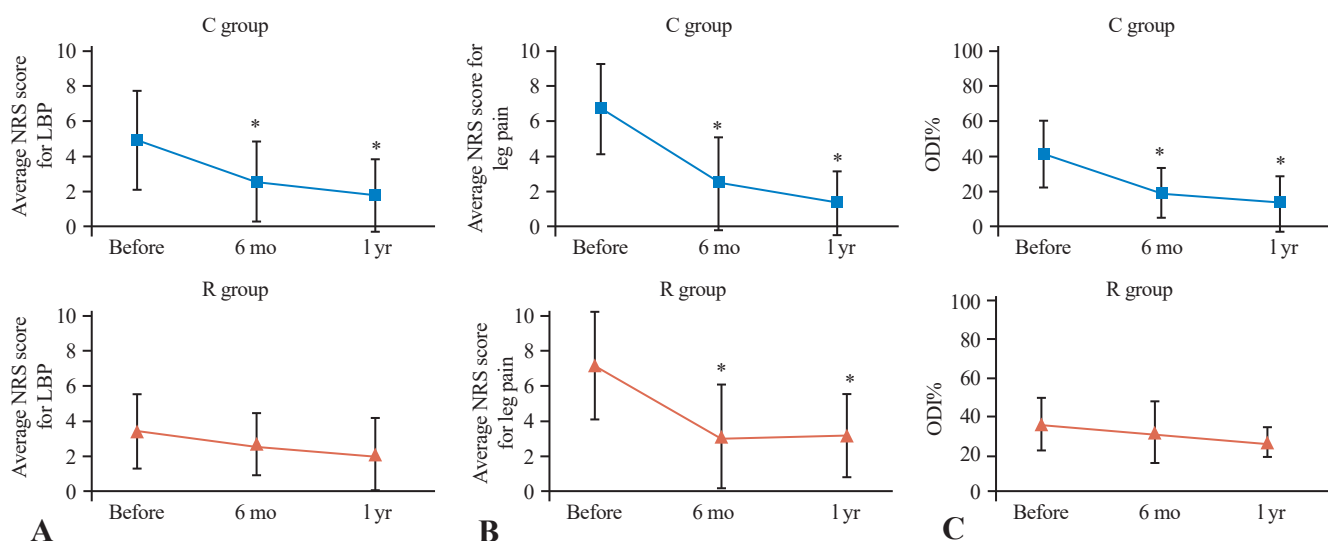 C group
Average NRS score
for LBP
10
8
6
4
2
0
*
*
Before
6 mo
1 yr
C group
Average NRS score for
leg pain
10
8
6
4
2
0
*
*
Before
6 mo
1 yr
C group
ODI%
100
80
60
40
20
0
*
*
Before
6 mo
1 yr
R group
Average NRS score
for LBP
10
8
6
4
2
0
Before
6 mo
1 yr
A
R group
Average NRS score
for leg pain
10
8
6
4
2
0
*
*
Before
6 mo
1 yr
B
R group
ODI%
100
80
60
40
20
0
Before
6 mo
1 yr
C